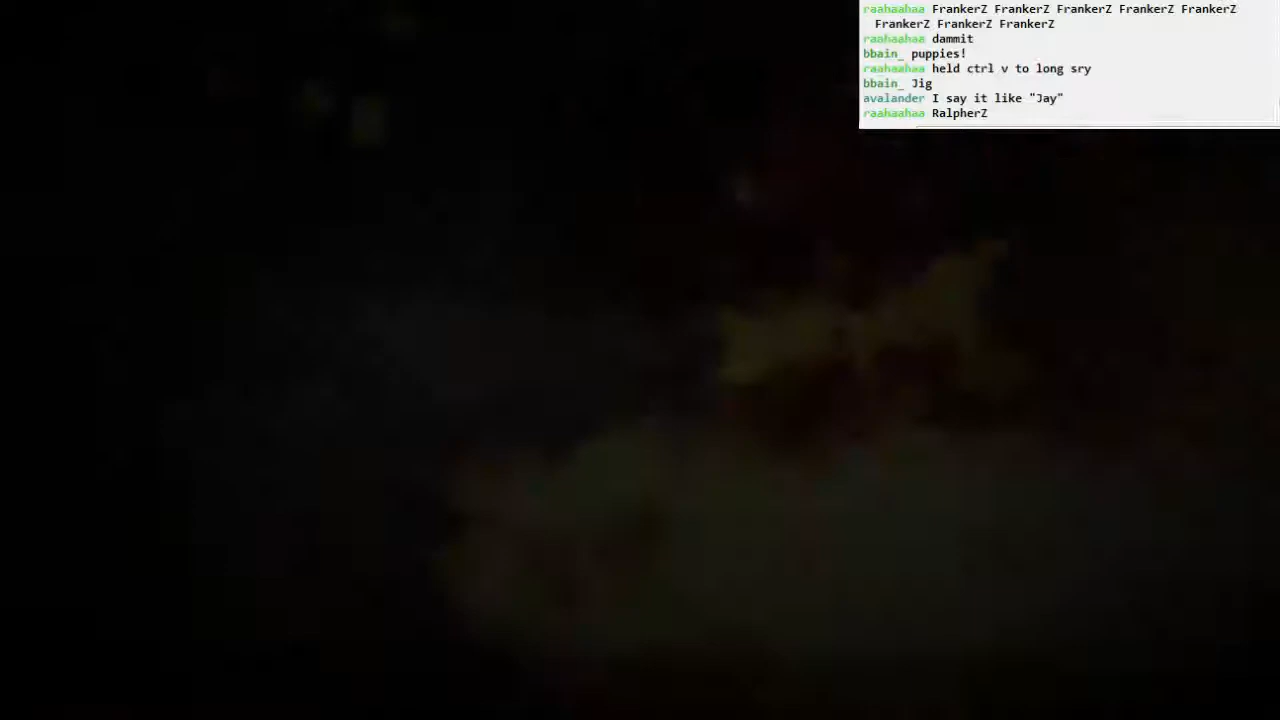 raahaahaa FrankerZ FrankerZ FrankerZ FrankerZ FrankerZ
FrankerZ FrankerZ FrankerZ
raahaahaa dammit
bbain_ puppies!
raahaahaa held ctrl v to long sry
bbain_ Jig
avalander I say it like "Jay"
raahaahaa RalpherZ